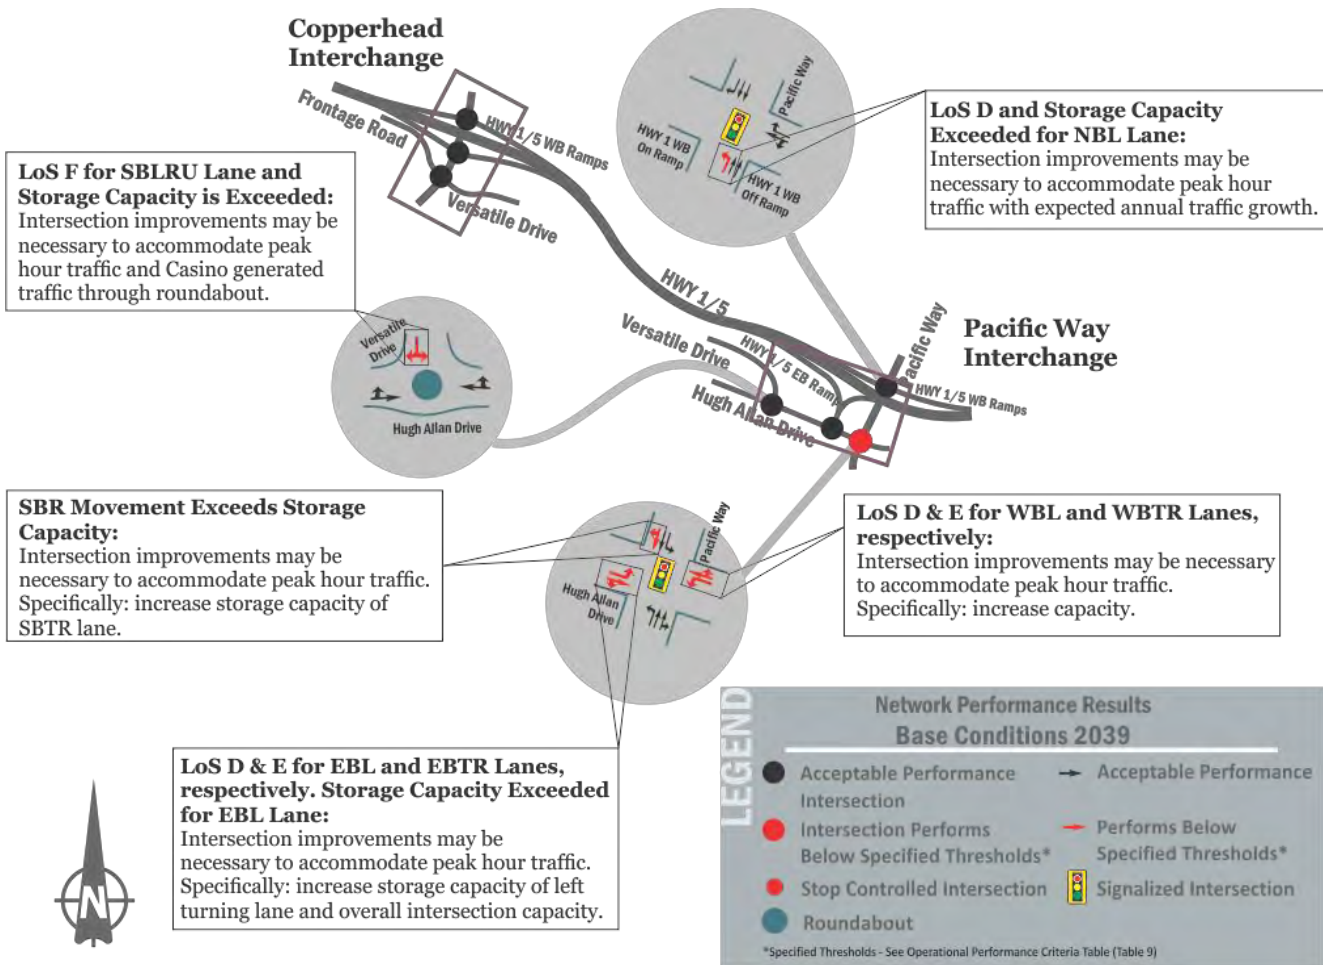 Copperhead
Interchange
Frontage Road
HWY 1/5 WB Ramps
Versatile Drive
LoS F for SBLRU Lane and
Storage Capacity is Exceeded:
Intersection improvements may be
necessary to accommodate peak
hour traffic and Casino generated
traffic through roundabout.
Versatile
Drive
Hugh Allan Drive
Pacific Way
HWY 1 WB
On Ramp
HWY 1 WB
Off Ramp
LoS D and Storage Capacity
Exceeded for NBL Lane:
Intersection improvements may be
necessary to accommodate peak hour
traffic with expected annual traffic growth.
HWY 1/5
Versatile Drive
HWY 1/5 EB Ramp
Hugh Allan Drive
Pacific Way
HWY 1/5 WB Ramps
Pacific Way
Interchange
SBR Movement Exceeds Storage
Capacity:
Intersection improvements may be
necessary to accommodate peak hour traffic.
Specifically: increase storage capacity of
SBTR lane.
Pacific Way
Hugh Allan
Drive
LoS D & E for WBL and WBTR Lanes,
respectively:
Intersection improvements may be necessary
to accommodate peak hour traffic.
Specifically: increase capacity.
LoS D & E for EBL and EBTR Lanes,
respectively. Storage Capacity Exceeded
for EBL Lane:
Intersection improvements may be
necessary to accommodate peak hour traffic.
Specifically: increase storage capacity of left
turning lane and overall intersection capacity.
N
LEGEND
Network Performance Results
Base Conditions 2039
Acceptable Performance
Intersection
Acceptable Performance
Intersection Performs
Below Specified Thresholds*
Performs Below
Specified Thresholds*
Stop Controlled Intersection
Signalized Intersection
Roundabout
*Specified Thresholds - See Operational Performance Criteria Table (Table 9)